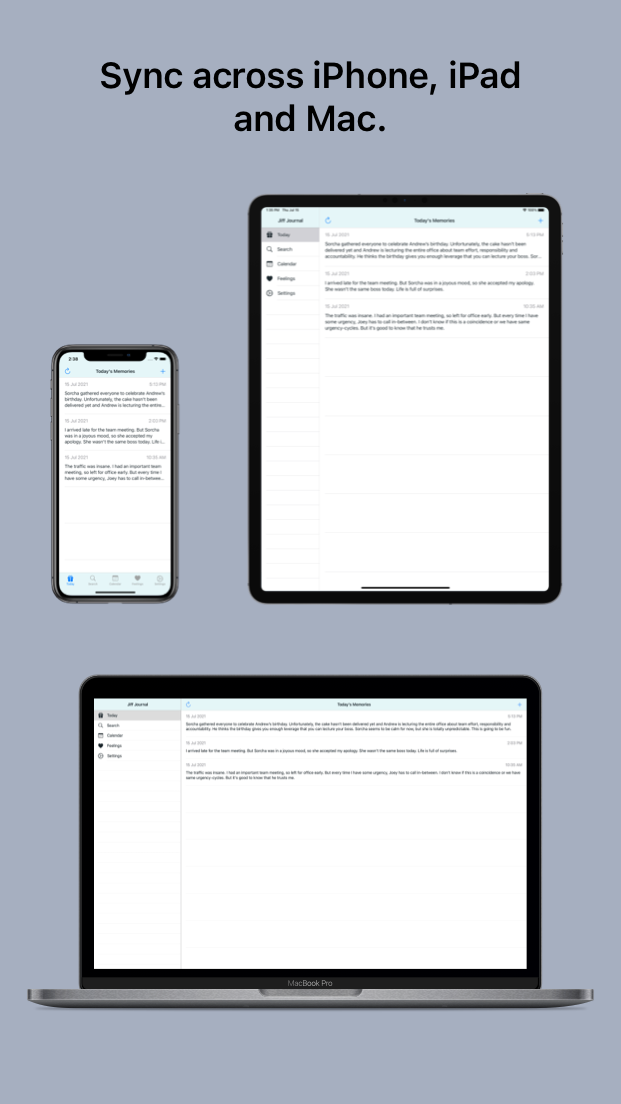 Sync across iPhone, iPad
and Mac.
1:36 PM Thu Jul 15
100%
Jiff Journal
Today's Memories
Today
Search
Calendar
Feelings
Settings
15 Jul 2021 5:13 PM
Sorcha gathered everyone to celebrate Andrew's birthday. Unfortunately, the cake hasn't been
delivered yet and Andrew is lecturing the entire office about team effort, responsibility and
accountability. He thinks the birthday gives you enough leverage that you can lecture your boss. Sor...
15 Jul 2021 2:03 PM
I arrived late for the team meeting. But Sorcha was in a joyous mood, so she accepted my apology.
She wasn't the same boss today. Life is full of surprises.
15 Jul 2021 10:35 AM
The traffic was insane. I had an important team meeting, so left for office early. But every time I have
some urgency, Joey has to call in-between. I don't know if this is a coincidence or we have some
urgency-cycles. But it's good to know that he trusts me.
2:38
Today's Memories
15 Jul 2021 5:13 PM
Sorcha gathered everyone to celebrate Andrew's
birthday. Unfortunately, the cake hasn't been
delivered yet and Andrew is lecturing the entire...
15 Jul 2021 2:03 PM
I arrived late for the team meeting. But Sorcha
was in a joyous mood, so she accepted my
apology. She wasn't the same boss today. Life i...
15 Jul 2021 10:35 AM
The traffic was insane. I had an important team
meeting, so left for office early. But every time I
have some urgency, Joey has to call in-betwee...
Today Search Calendar Feelings Settings
Jiff Journal
Today's Memories
Today
Search
Calendar
Feelings
Settings
15 Jul 2021 5:13 PM
Sorcha gathered everyone to celebrate Andrew's birthday. Unfortunately, the cake hasn't been delivered yet and Andrew is lecturing the entire office about team effort, responsibility and
accountability. He thinks the birthday gives you enough leverage that you can lecture your boss. Sorcha seems to be calm for now, but she is totally unpredictable. This is going to be fun
15 Jul 2021 2:03 PM
I arrived late for the team meeting. But Sorcha was in a joyous mood, so she accepted my apology. She wasn't the same boss today. Life is full of surprises.
15 Jul 2021 10:35 AM
The traffic was insane. I had an important team meeting, so left for office early. But every time I have some urgency, Joey has to call in-between. I don't know if this is a coincidence or we have
some urgency-cycles. But it's good to know that he trusts me.
MacBook Pro